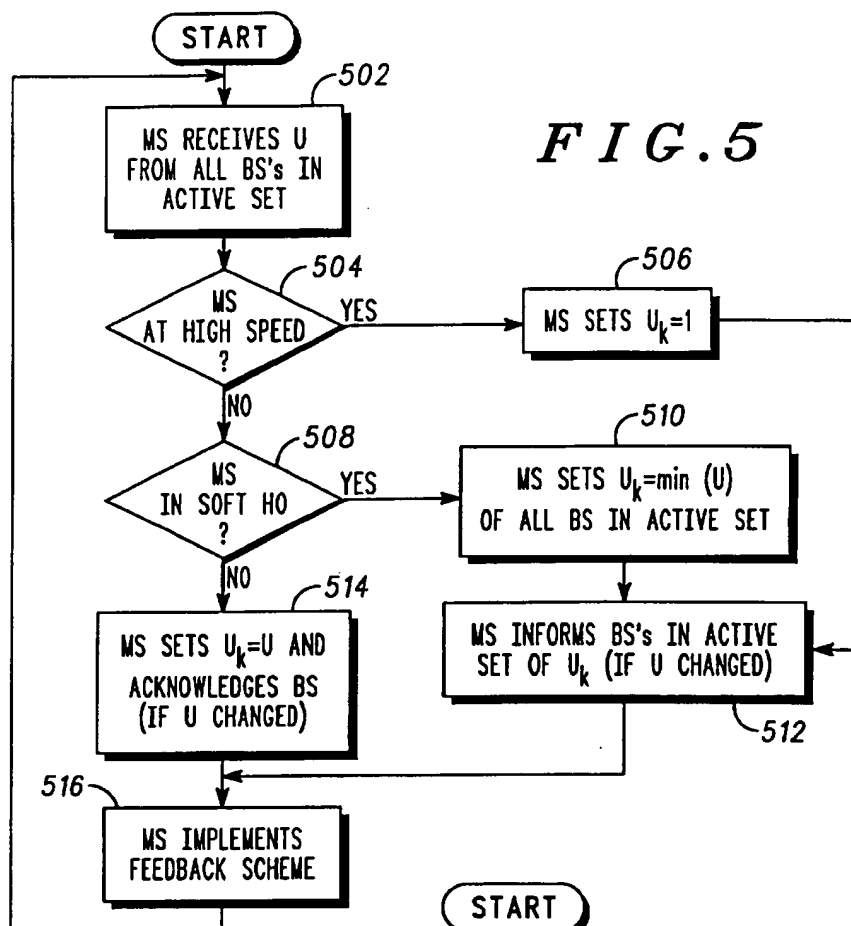 START
502
MS RECEIVES U
FROM ALL BS's IN
ACTIVE SET
FIG.5
504
MS
AT HIGH SPEED
?
YES
NO
506
MS SETS Uk=1
508
MS
IN SOFT HO
?
YES
NO
510
MS SETS Uk=min (U)
OF ALL BS IN ACTIVE SET
514
MS SETS Uk=U AND
ACKNOWLEDGES BS
(IF U CHANGED)
MS INFORMS BS's IN ACTIVE
SET OF Uk (IF U CHANGED)
512
516
MS IMPLEMENTS
FEEDBACK SCHEME
START